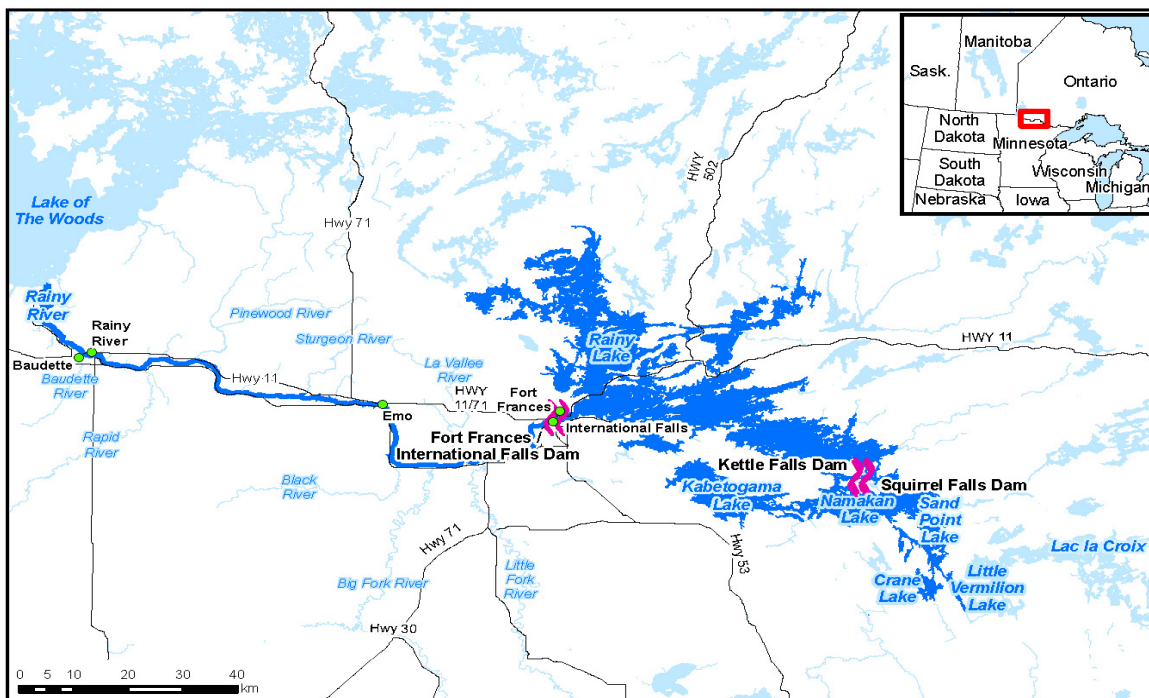 Manitoba
Sask.
Ontario
North
Dakota
Minnesota
South
Dakota
Wisconsin
Michigan
Nebraska
Iowa
HWY
502
Lake of
The Woods
Hwy 71
Rainy
River
Pinewood River
Rainy
River
Sturgeon River
Rainy
Lake
HWY 11
Baudette
Baudette
River
Hwy 11
La Vallee
River
HWY
11/71
Fort
Frances
Emo
International Falls
Rapid
River
Fort Frances /
International Falls Dam
Kettle Falls Dam
Squirrel Falls Dam
Black
River
Kabetogama
Lake
Namakan
Lake
Sand
Point
Lake
Hwy 71
Hwy 53
Lac la Croix
Big Fork River
Little
Fork
River
Crane
Lake
Little
Vermilion
Lake
Hwy 30
0 5 10 20 30 40
km